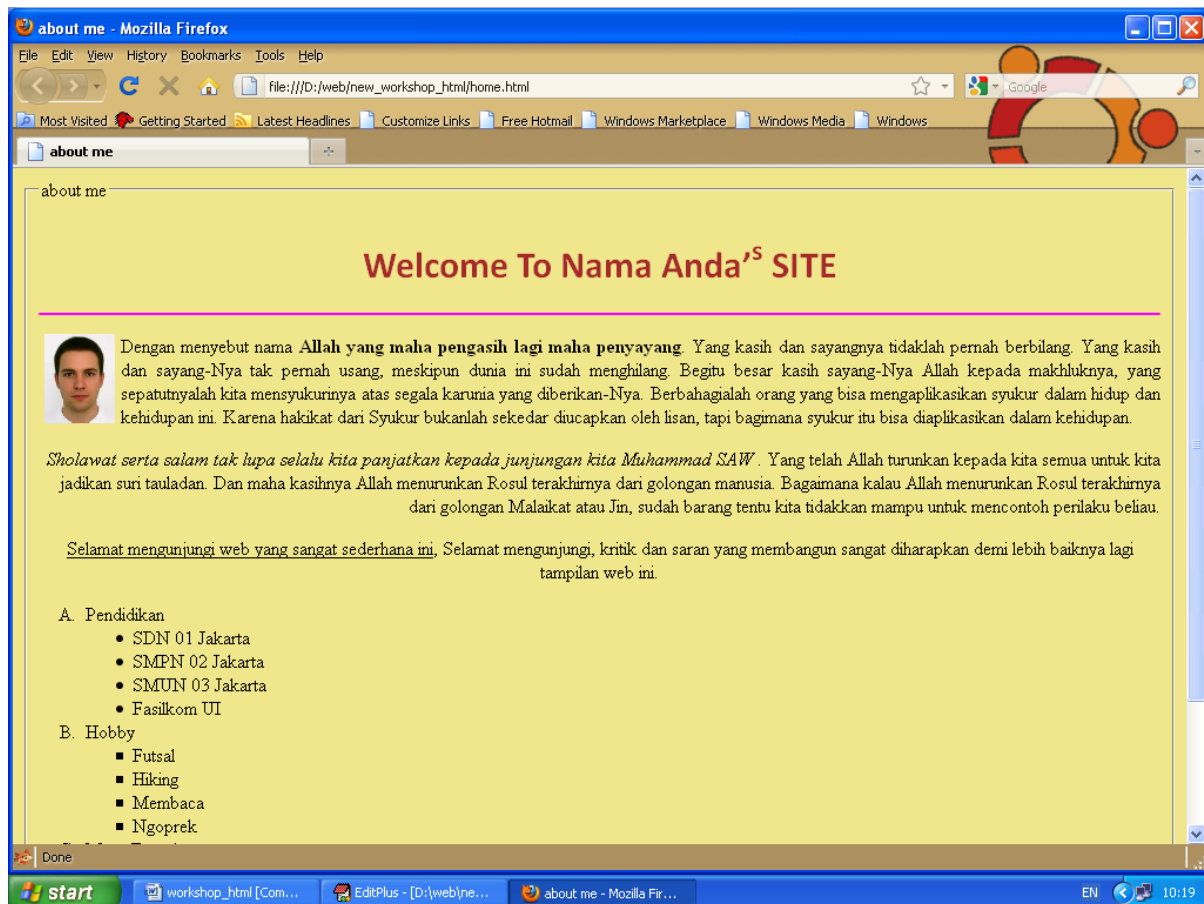 about me - Mozilla Firefox
File Edit View History Bookmarks Tools Help
file:///D:/web/new_workshop_html/home.html
Google
Most Visited Getting Started Latest Headlines Customize Links Free Hotmail Windows Marketplace Windows Media Windows
about me
about me
Welcome To Nama Anda's SITE
Dengan menyebut nama Allah yang maha pengasih lagi maha penyayang. Yang kasih dan sayangnya tidaklah pernah berbilang. Yang kasih
dan sayang-Nya tak pernah usang, meskipun dunia ini sudah menghilang. Begitu besar kasih sayang-Nya Allah kepada makhluknya, yang
sepatutnyalah kita mensyukurinya atas segala karunia yang diberikan-Nya. Berbahagialah orang yang bisa mengaplikasikan syukur dalam hidup dan
kehidupan ini. Karena hakikat dari Syukur bukanlah sekedar diucapkan oleh lisan, tapi bagimana syukur itu bisa diaplikasikan dalam kehidupan.
Sholawat serta salam tak lupa selalu kita panjatkan kepada junjungan kita Muhammad SAW . Yang telah Allah turunkan kepada kita semua untuk kita
jadikan suri tauladan. Dan maha kasihnya Allah menurunkan Rosul terakhirnya dari golongan manusia. Bagaimana kalau Allah menurunkan Rosul terakhirnya
dari golongan Malaikat atau Jin, sudah barang tentu kita tidakkan mampu untuk mencontoh perilaku beliau.
Selamat mengunjungi web yang sangat sederhana ini, Selamat mengunjungi, kritik dan saran yang membangun sangat diharapkan demi lebih baiknya lagi
tampilan web ini.
A. Pendidikan
• SDN 01 Jakarta
• SMPN 02 Jakarta
• SMUN 03 Jakarta
• Fasilkom UI
B. Hobby
▪ Futsal
▪ Hiking
▪ Membaca
▪ Ngoprek
Done
start workshop_html [Com... EditPlus - [D:\web\ne... about me - Mozilla Fir... EN 10:19